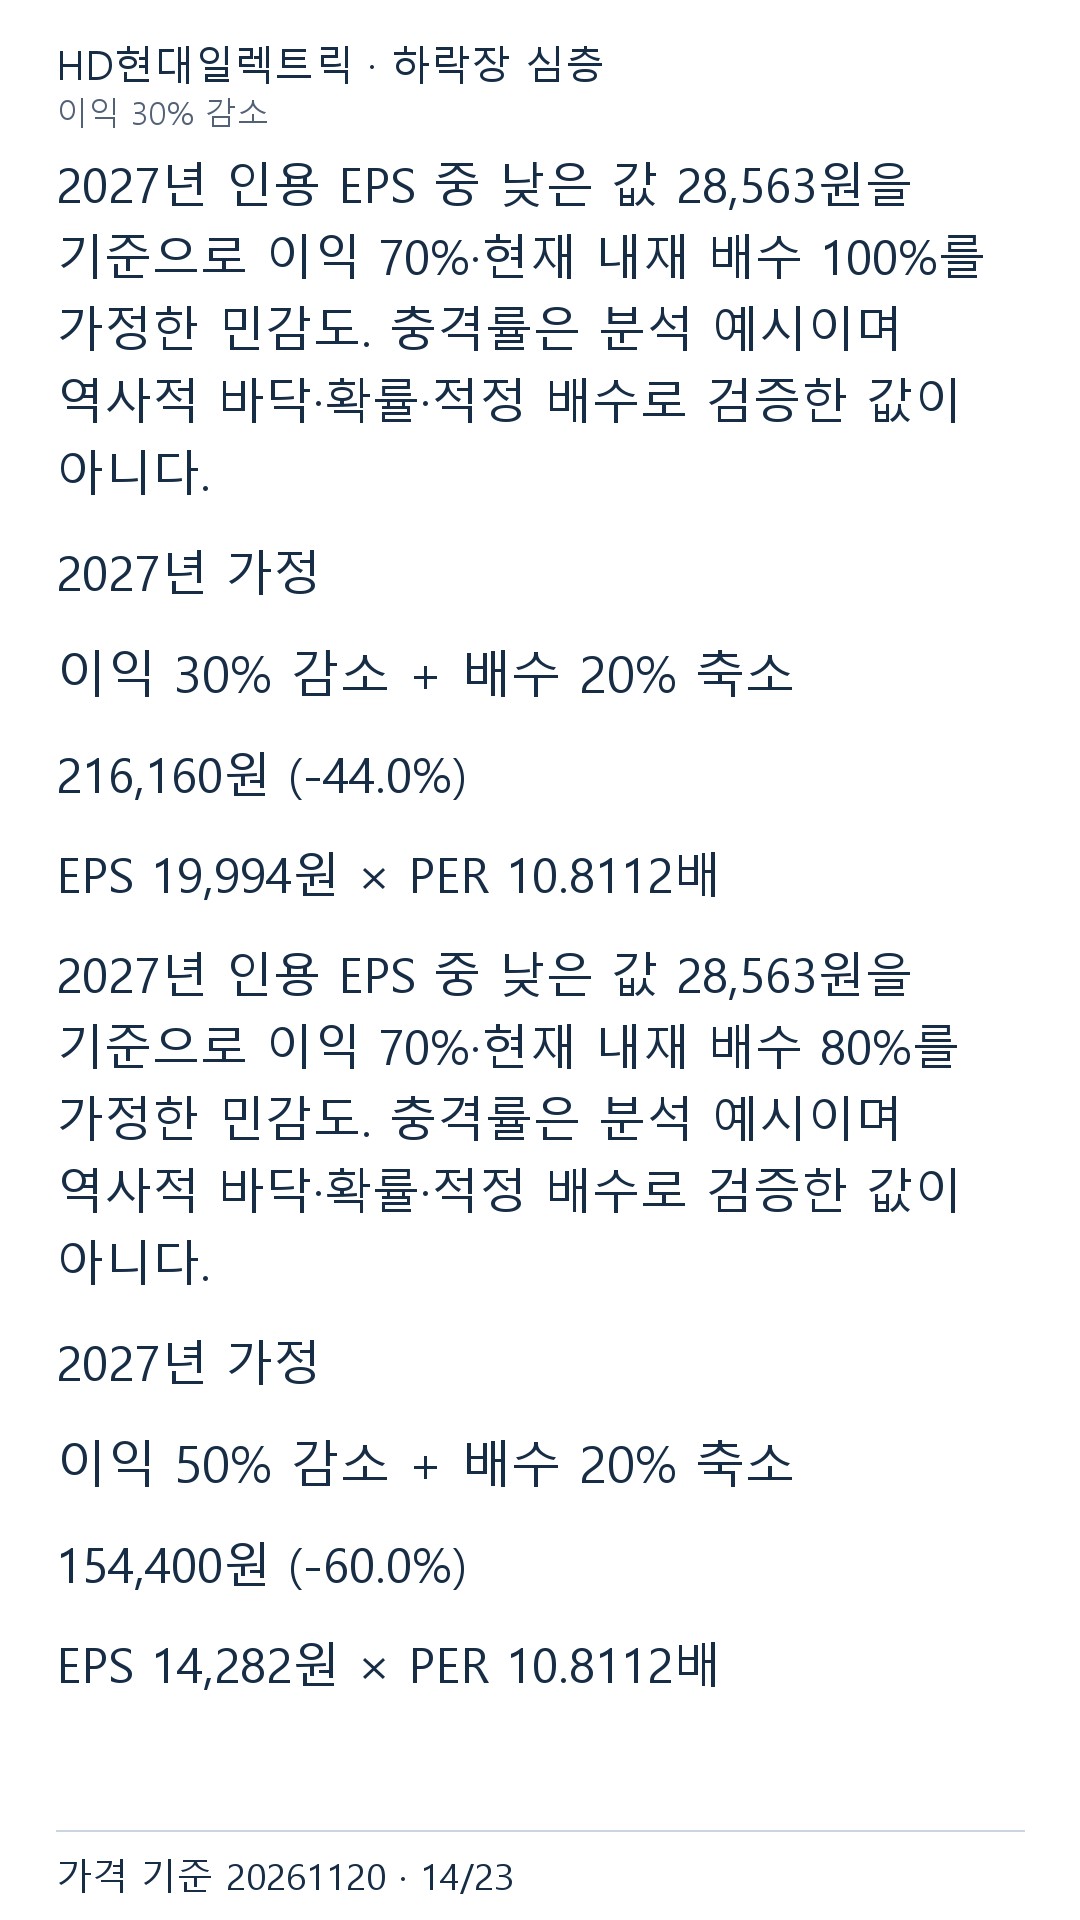 HD현대일렉트릭 · 하락장 심층
이익 30% 감소
2027년 인용 EPS 중 낮은 값 28,563원을
기준으로 이익 70%·현재 내재 배수 100%를
가정한 민감도. 충격률은 분석 예시이며
역사적 바닥·확률·적정 배수로 검증한 값이
아니다.
2027년 가정
이익 30% 감소 + 배수 20% 축소
216,160원 (-44.0%)
EPS 19,994원 × PER 10.8112배
2027년 인용 EPS 중 낮은 값 28,563원을
기준으로 이익 70%·현재 내재 배수 80%를
가정한 민감도. 충격률은 분석 예시이며
역사적 바닥·확률·적정 배수로 검증한 값이
아니다.
2027년 가정
이익 50% 감소 + 배수 20% 축소
154,400원 (-60.0%)
EPS 14,282원 × PER 10.8112배
가격 기준 20261120 · 14/23